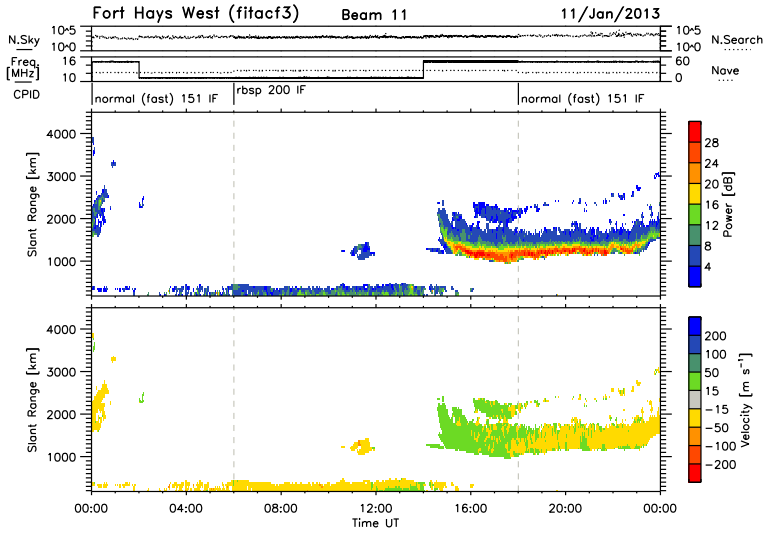 Fort Hays West (fitacf3) Beam 11 11/Jan/2013
N.Sky 10^5 10^0 10^5 10^0 N.Search
Freq. [MHz] 16 10 60 0 Nave
CPID normal (fast) 151 IF rbsp 200 IF normal (fast) 151 IF
Slant Range [km]
4000
3000
2000
1000
28
24
20
16
12
8
4
Power [dB]
Slant Range [km]
4000
3000
2000
1000
200
100
50
15
-15
-50
-100
-200
Velocity [m s⁻¹]
00:00 04:00 08:00 12:00 16:00 20:00 00:00
Time UT